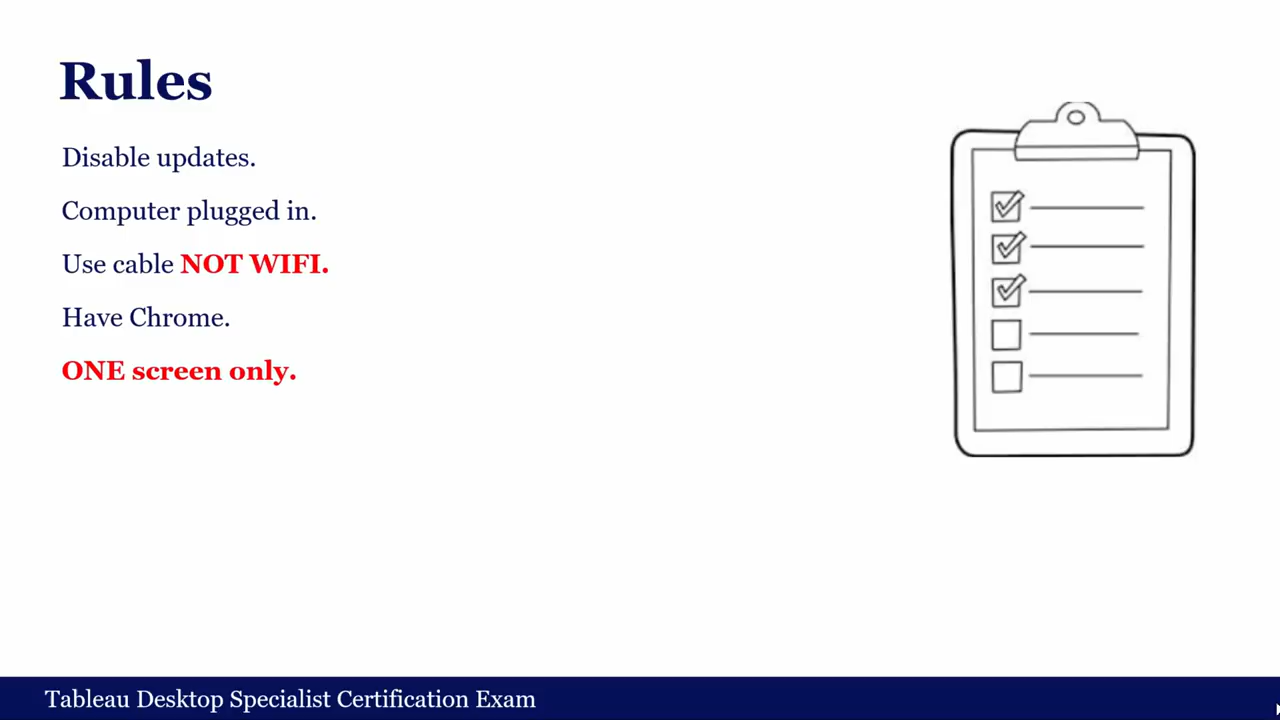 Rules
Disable updates.
Computer plugged in.
Use cable NOT WIFI.
Have Chrome.
ONE screen only.
Tableau Desktop Specialist Certification Exam